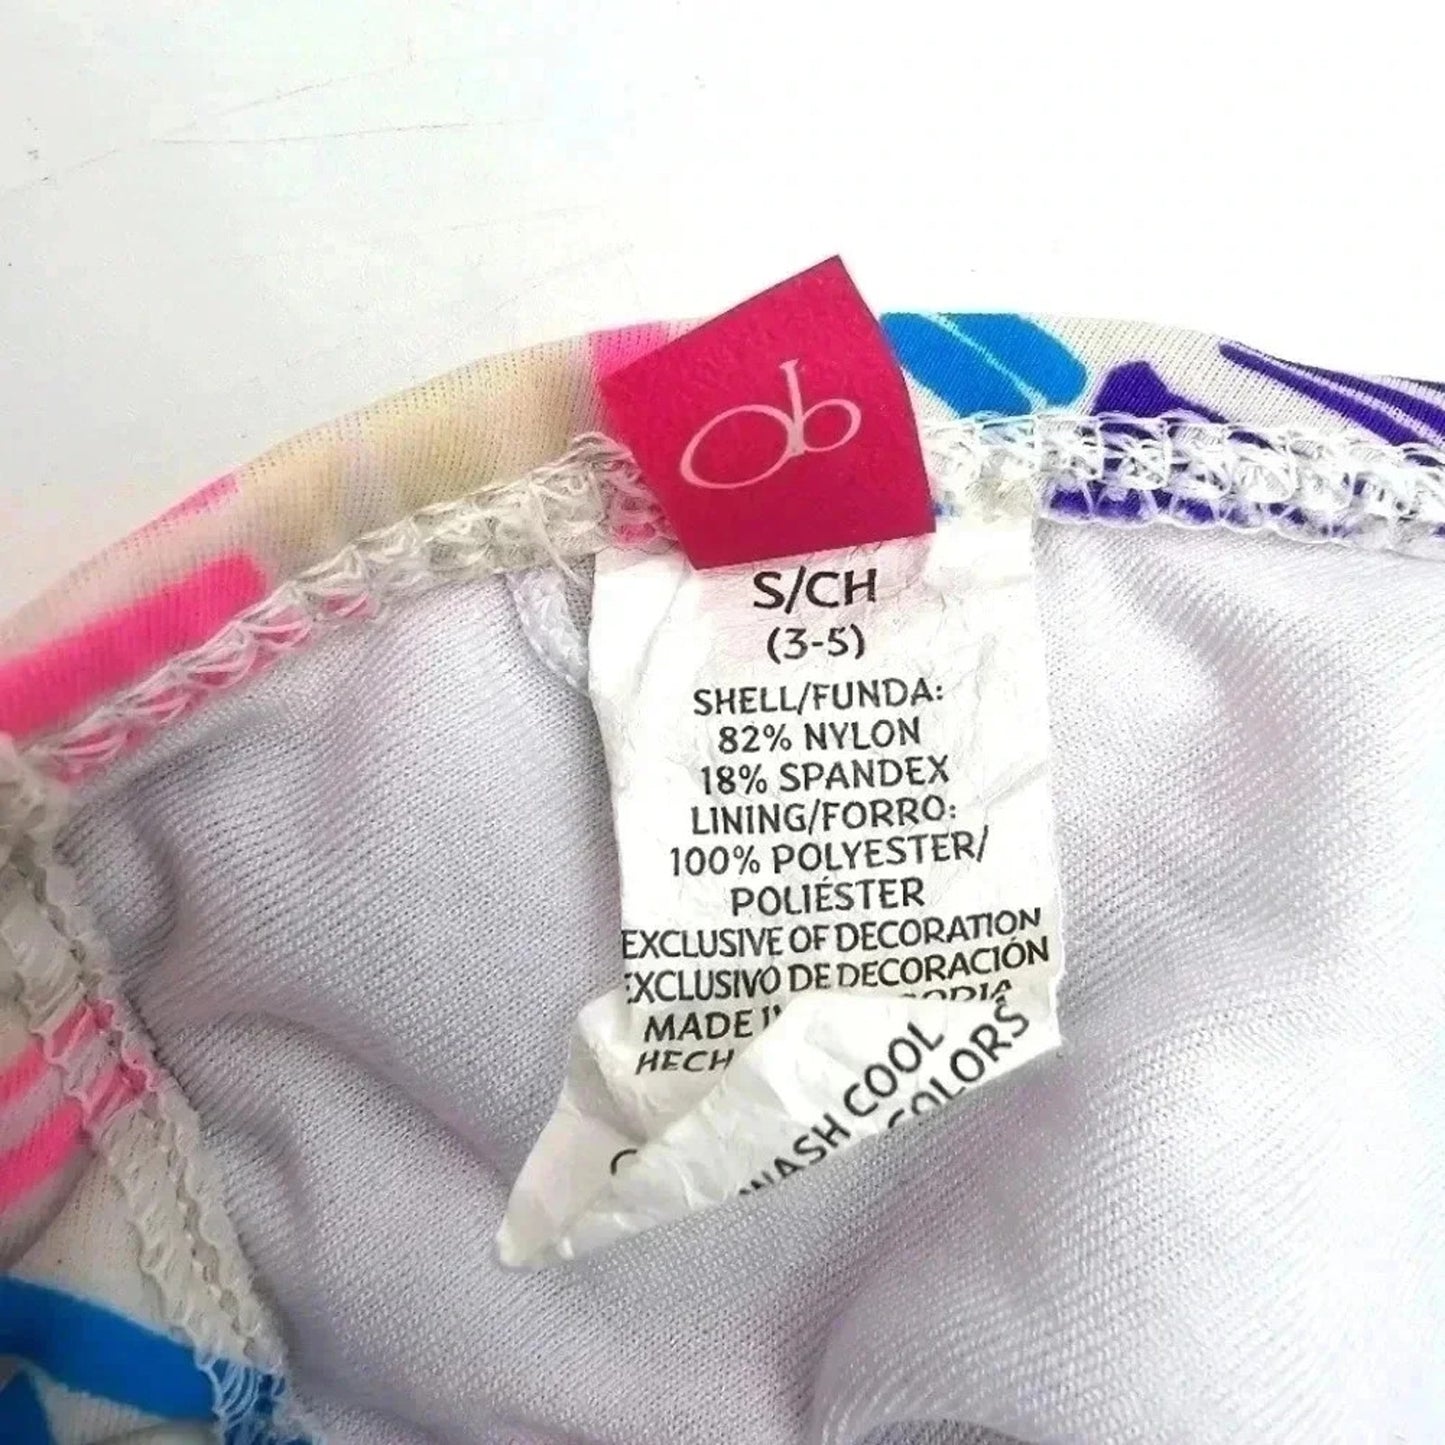 ob
S/CH
(3-5)
SHELL/FUNDA:
82% NYLON
18% SPANDEX
LINING/FORRO:
100% POLYESTER/
POLIÉSTER
EXCLUSIVE OF DECORATION
EXCLUSIVO DE DECORACIÓN
MADE
WASH COOL
COLORS